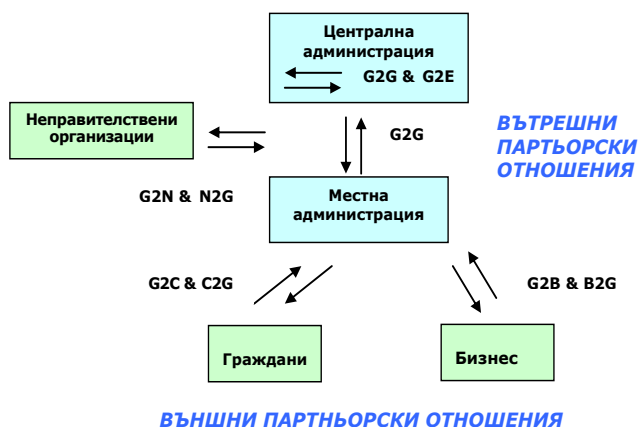 Централна
администрация
G2G & G2E
Неправителствени
организации
G2G
ВЪТРЕШНИ
ПАРТЬОРСКИ
ОТНОШЕНИЯ
G2N & N2G
Местна
администрация
G2C & C2G
G2B & B2G
Граждани
Бизнес
ВЪНШНИ ПАРТНЬОРСКИ ОТНОШЕНИЯ